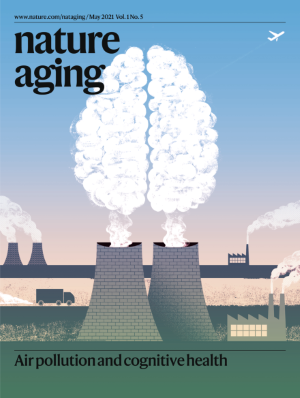 www.nature.com/nataging / May 2021 Vol. 1 No. 5
nature
aging
Air pollution and cognitive health